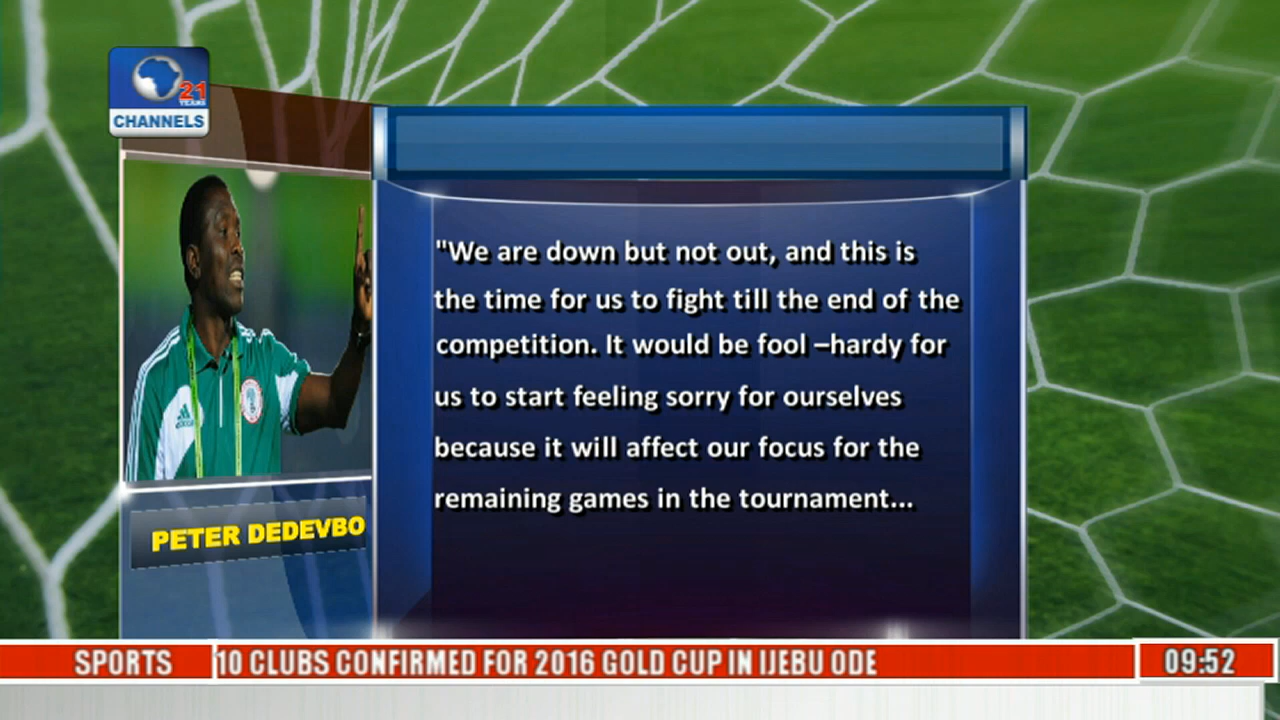 21
YEARS
CHANNELS
"We are down but not out, and this is
the time for us to fight till the end of the
competition. It would be fool –hardy for
us to start feeling sorry for ourselves
because it will affect our focus for the
remaining games in the tournament...
adidas
PETER DEDEVBO
SPORTS
10 CLUBS CONFIRMED FOR 2016 GOLD CUP IN IJEBU ODE
09:52